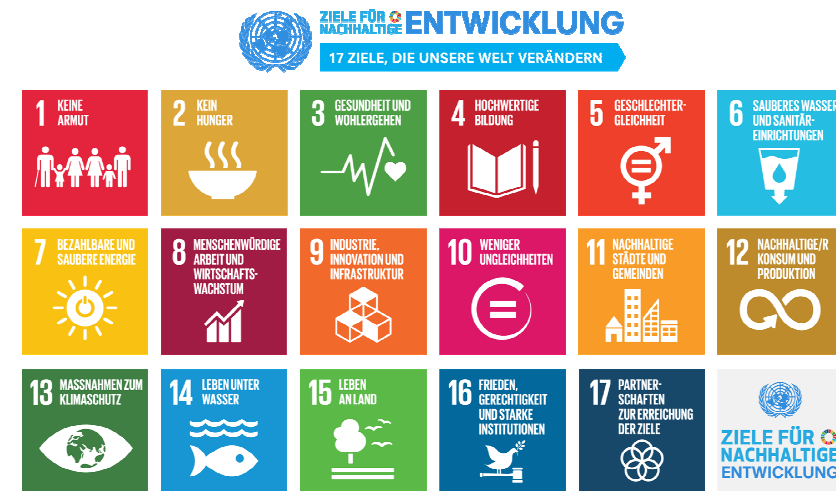 ZIELE FÜR
NACHHALTIGE
ENTWICKLUNG
17 ZIELE, DIE UNSERE WELT VERÄNDERN
1 KEINE
ARMUT
2 KEIN
HUNGER
3 GESUNDHEIT UND
WOHLERGEHEN
4 HOCHWERTIGE
BILDUNG
5 GESCHLECHTER-
GLEICHHEIT
6 SAUBERES WASSER
UND SANITÄR-
EINRICHTUNGEN
7 BEZAHLBARE UND
SAUBERE ENERGIE
8 MENSCHENWÜRDIGE
ARBEIT UND
WIRTSCHAFTS-
WACHSTUM
9 INDUSTRIE,
INNOVATION UND
INFRASTRUKTUR
10 WENIGER
UNGLEICHHEITEN
11 NACHHALTIGE
STÄDTE UND
GEMEINDEN
12 NACHHALTIGE/R
KONSUM UND
PRODUKTION
13 MASSNAHMEN ZUM
KLIMASCHUTZ
14 LEBEN UNTER
WASSER
15 LEBEN
AN LAND
16 FRIEDEN,
GERECHTIGKEIT
UND STARKE
INSTITUTIONEN
17 PARTNER-
SCHAFTEN
ZUR ERREICHUNG
DER ZIELE
ZIELE FÜR
NACHHALTIGE
ENTWICKLUNG